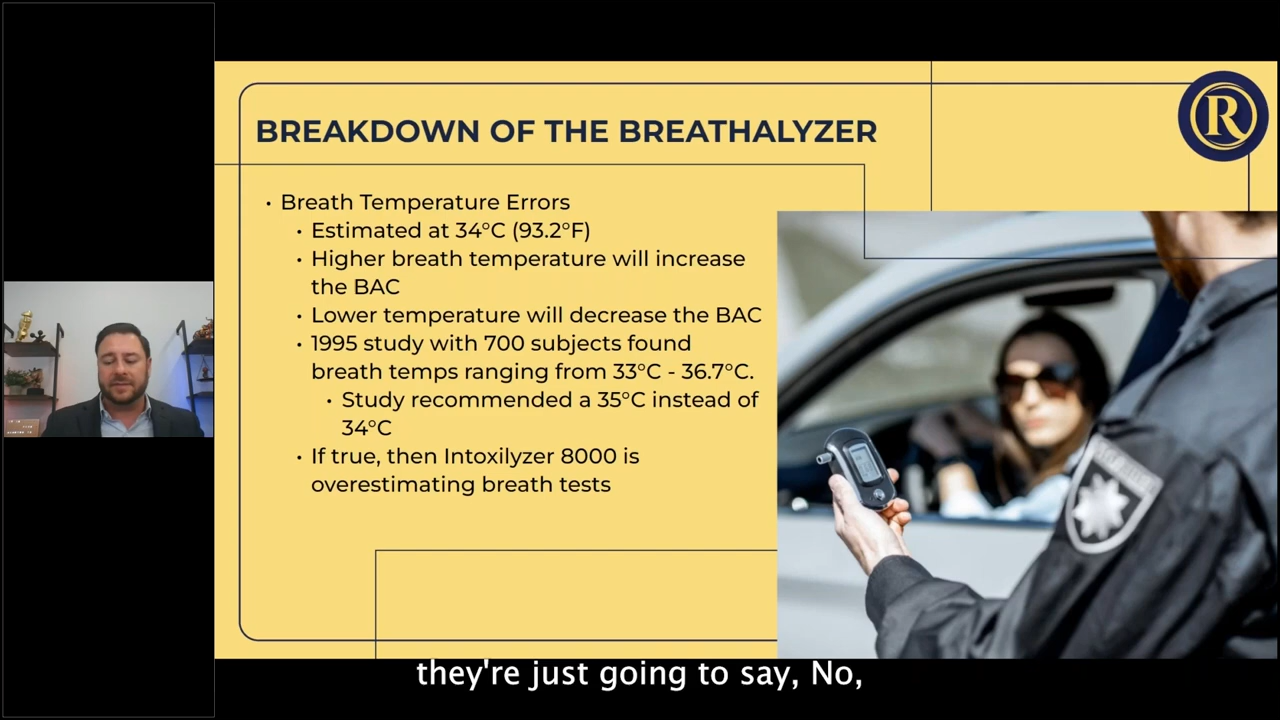 BREAKDOWN OF THE BREATHALYZER
R
• Breath Temperature Errors
• Estimated at 34°C (93.2°F)
• Higher breath temperature will increase
the BAC
• Lower temperature will decrease the BAC
• 1995 study with 700 subjects found
breath temps ranging from 33°C - 36.7°C.
• Study recommended a 35°C instead of
34°C
• If true, then Intoxilyzer 8000 is
overestimating breath tests
they're just going to say, No,